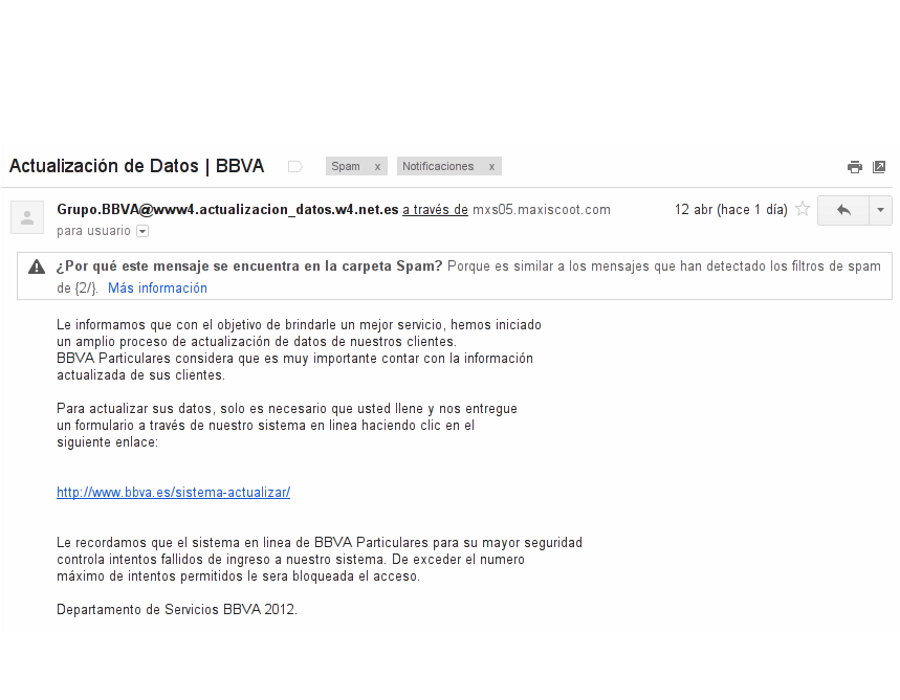 Actualización de Datos | BBVA Spam x Notificaciones x
Grupo.BBVA@www4.actualizacion_datos.w4.net.es a través de mxs05.maxiscoot.com 12 abr (hace 1 día)
para usuario
¿Por qué este mensaje se encuentra en la carpeta Spam? Porque es similar a los mensajes que han detectado los filtros de spam
de {2/}. Más información
Le informamos que con el objetivo de brindarle un mejor servicio, hemos iniciado
un amplio proceso de actualización de datos de nuestros clientes.
BBVA Particulares considera que es muy importante contar con la información
actualizada de sus clientes.
Para actualizar sus datos, solo es necesario que usted llene y nos entregue
un formulario a través de nuestro sistema en linea haciendo clic en el
siguiente enlace:
http://www.bbva.es/sistema-actualizar/
Le recordamos que el sistema en linea de BBVA Particulares para su mayor seguridad
controla intentos fallidos de ingreso a nuestro sistema. De exceder el numero
máximo de intentos permitidos le sera bloqueada el acceso.
Departamento de Servicios BBVA 2012.